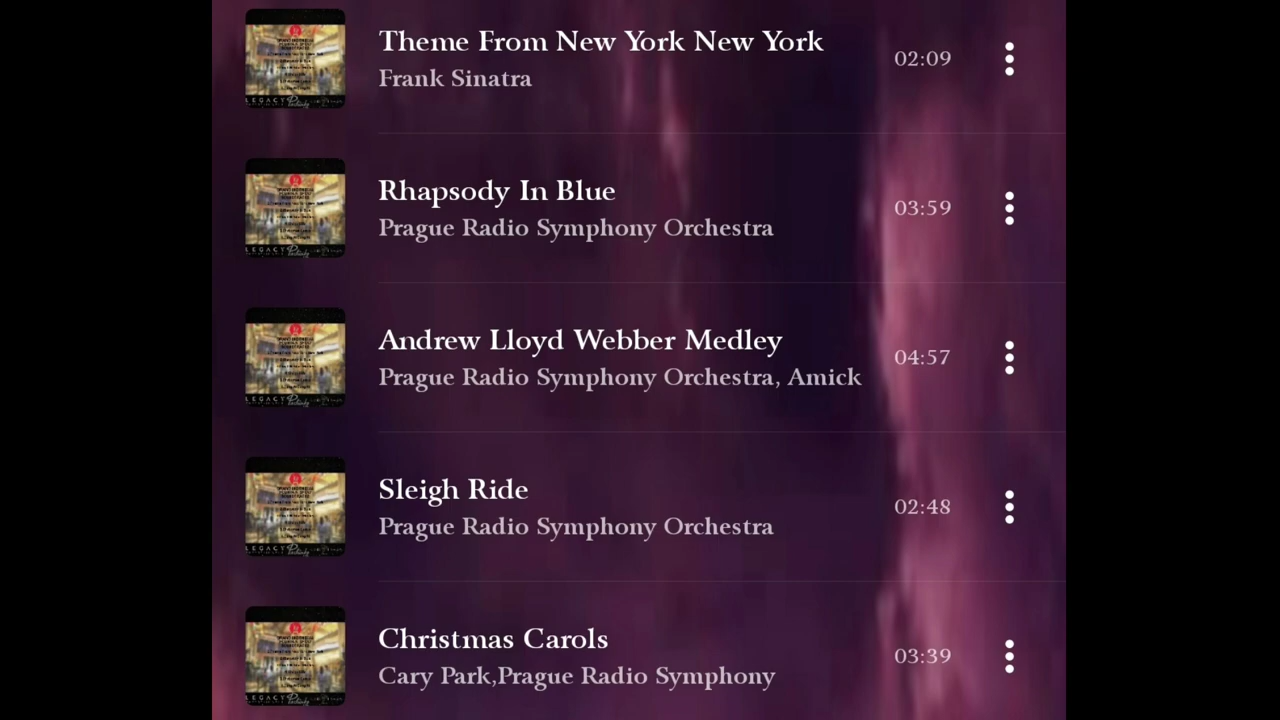 Theme From New York New York
Frank Sinatra
02:09
Rhapsody In Blue
Prague Radio Symphony Orchestra
03:59
Andrew Lloyd Webber Medley
Prague Radio Symphony Orchestra, Amick
04:57
Sleigh Ride
Prague Radio Symphony Orchestra
02:48
Christmas Carols
Cary Park,Prague Radio Symphony
03:39